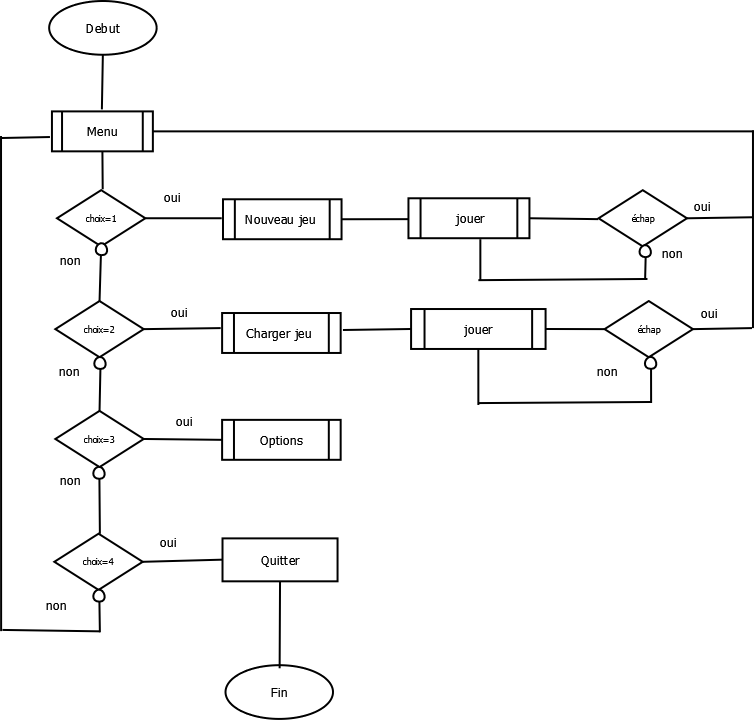 Debut
Menu
choix=1
oui
Nouveau jeu
jouer
échap
oui
non
non
choix=2
oui
Charger jeu
jouer
échap
oui
non
non
choix=3
oui
Options
non
choix=4
oui
Quitter
non
Fin